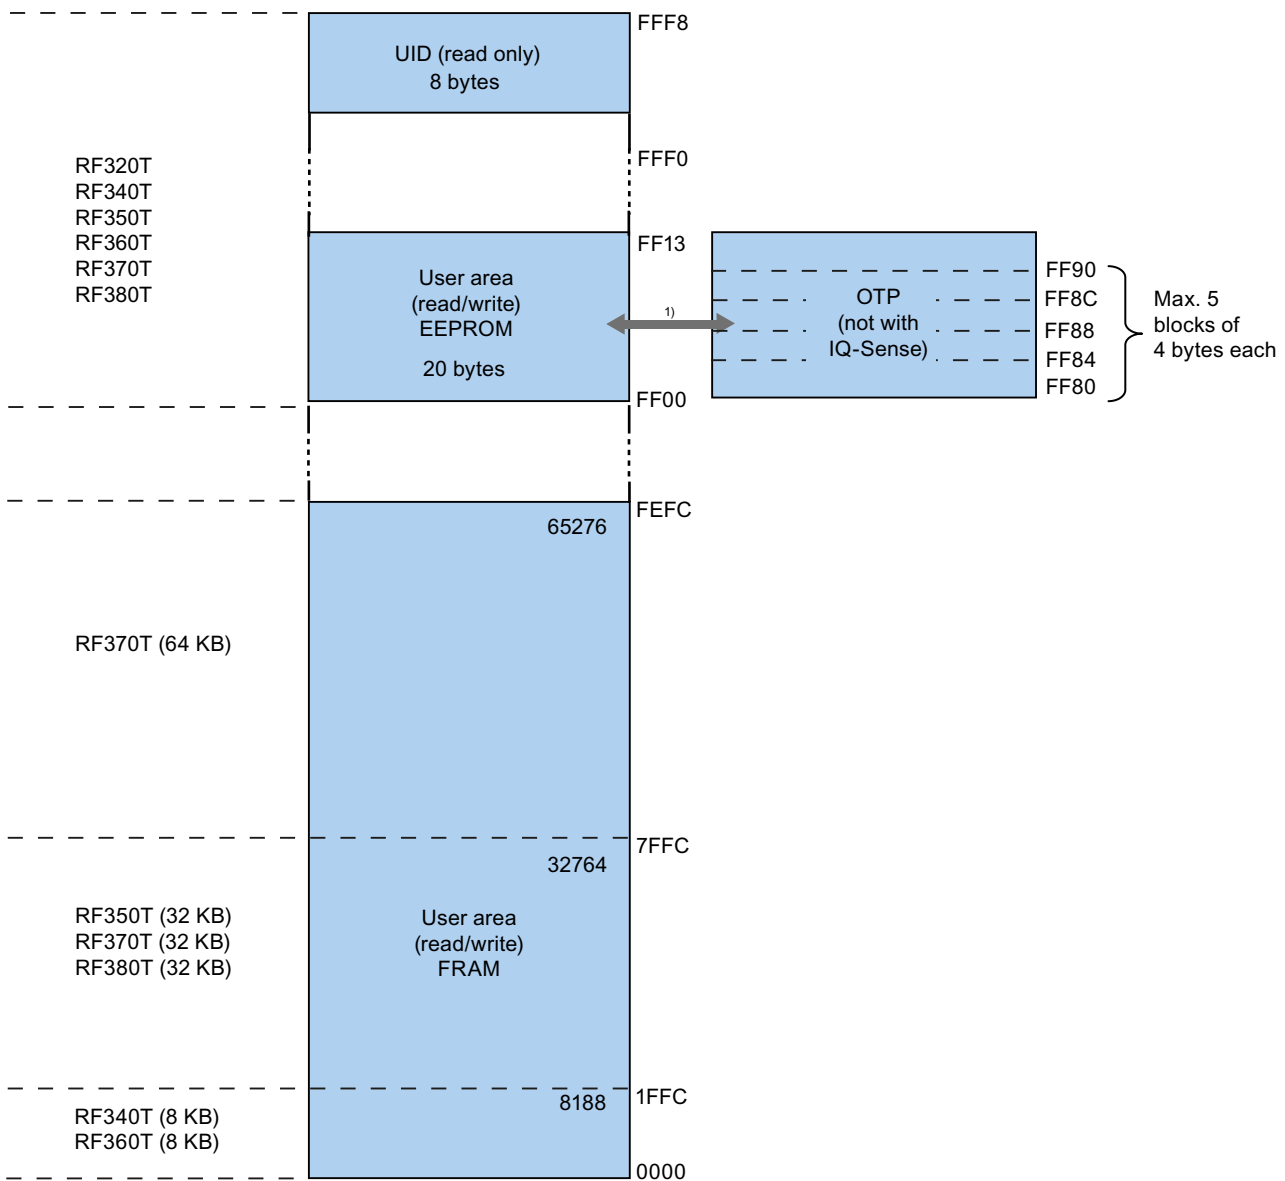 FFF8
UID (read only)
8 bytes
FFF0
RF320T
RF340T
RF350T
RF360T
RF370T
RF380T
FF13
User area
(read/write)
EEPROM
20 bytes
FF00
1)
OTP
(not with
IQ-Sense)
FF90
FF8C
FF88
FF84
FF80
Max. 5
blocks of
4 bytes each
FEFC
65276
RF370T (64 KB)
7FFC
32764
RF350T (32 KB)
RF370T (32 KB)
RF380T (32 KB)
User area
(read/write)
FRAM
1FFC
8188
RF340T (8 KB)
RF360T (8 KB)
0000